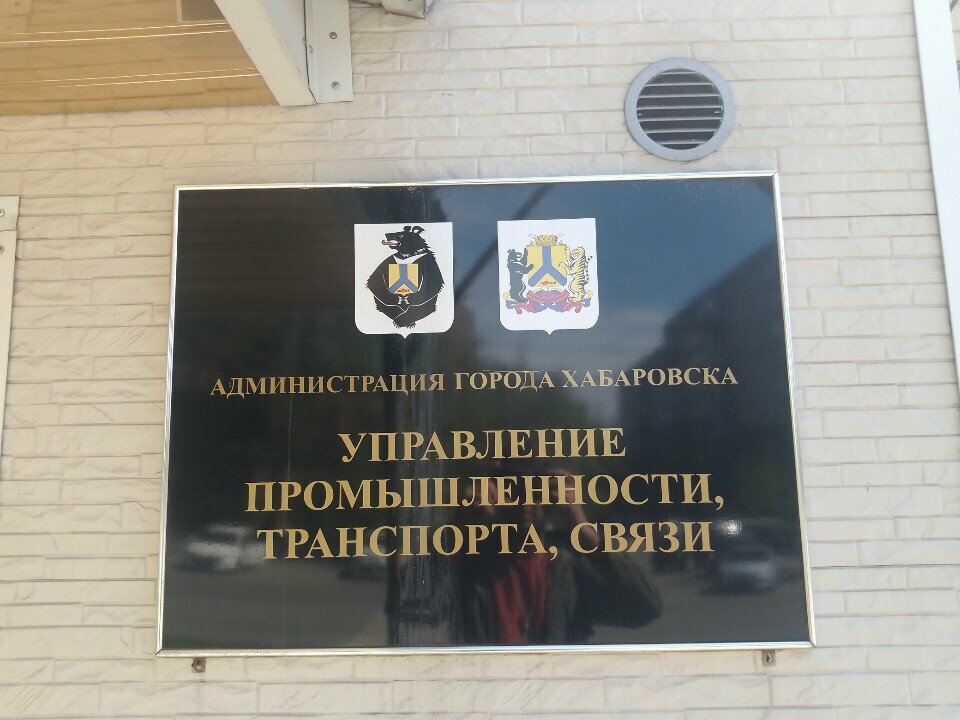 АДМИНИСТРАЦИЯ ГОРОДА ХАБАРОВСКА
УПРАВЛЕНИЕ
ПРОМЫШЛЕННОСТИ,
ТРАНСПОРТА, СВЯЗИ